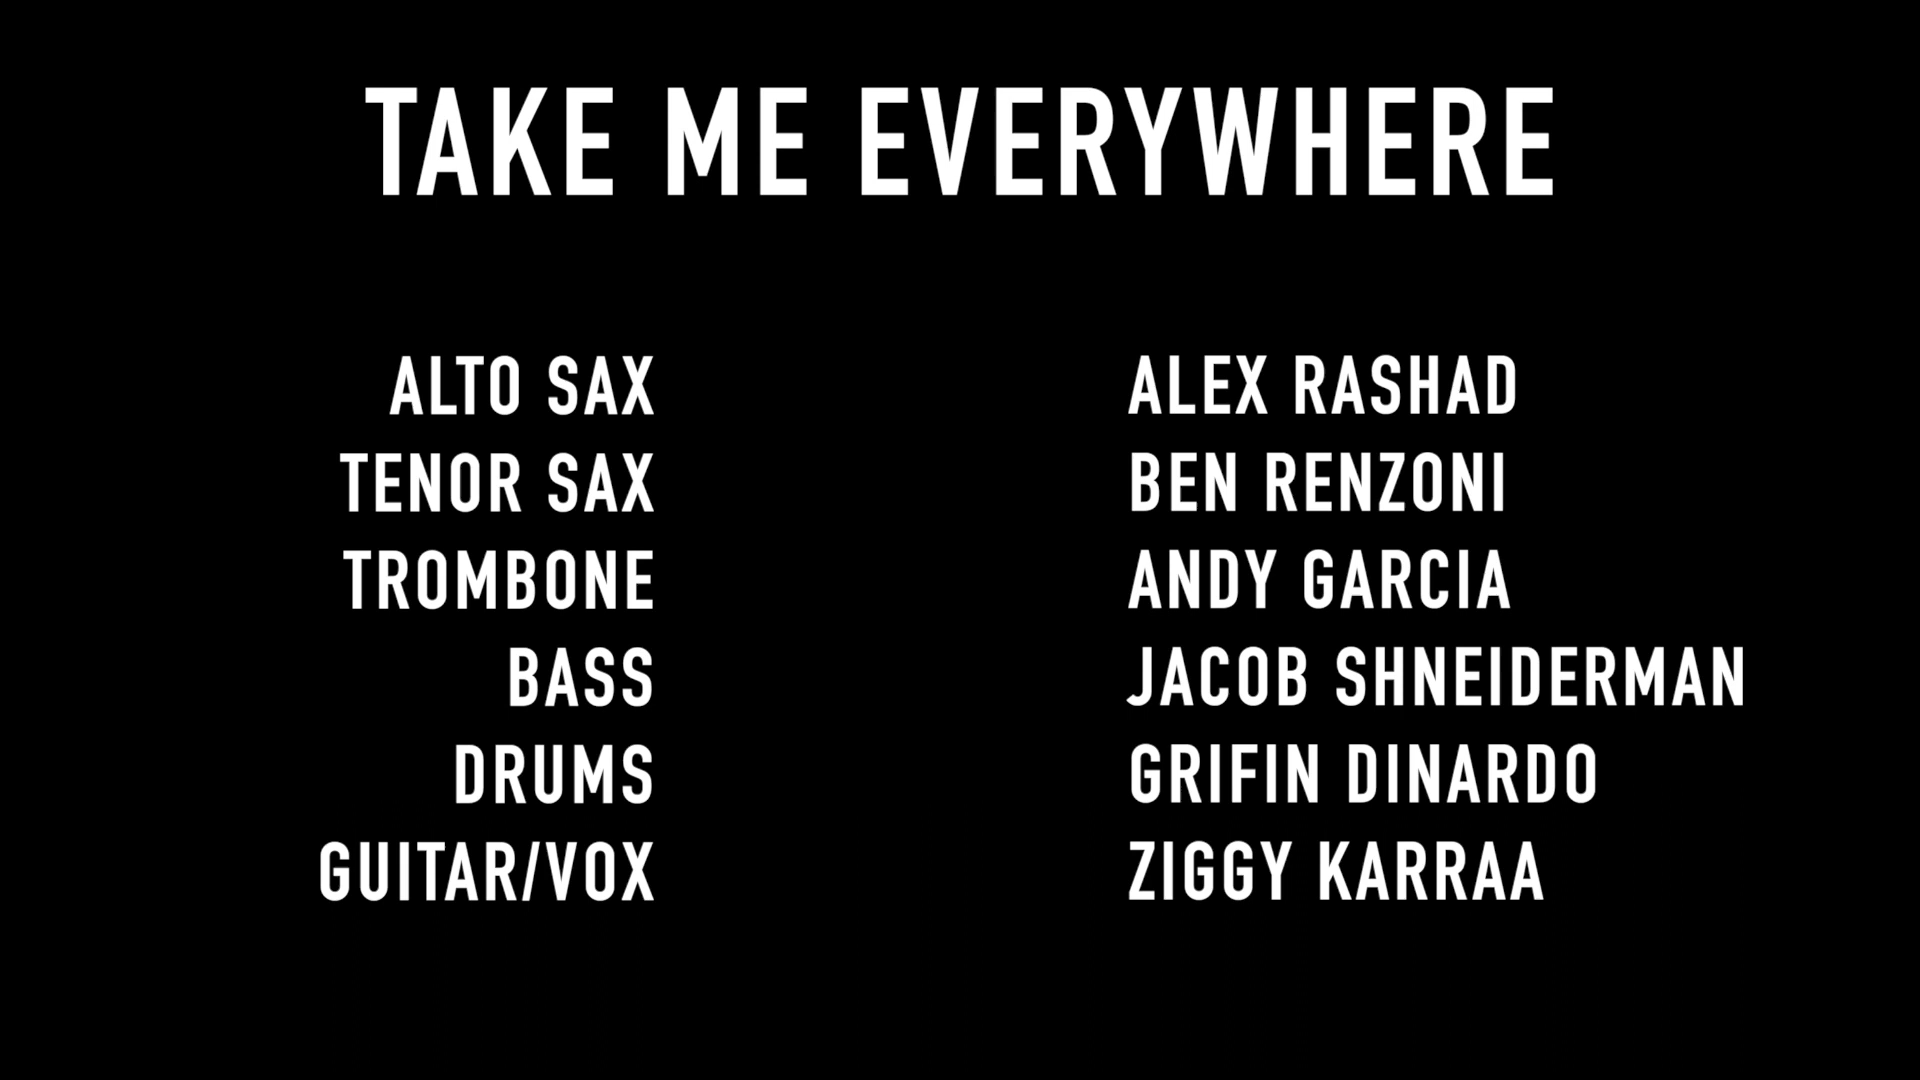 TAKE ME EVERYWHERE
ALTO SAX ALEX RASHAD
TENOR SAX BEN RENZONI
TROMBONE ANDY GARCIA
BASS JACOB SHNEIDERMAN
DRUMS GRIFIN DINARDO
GUITAR/VOX ZIGGY KARRAA